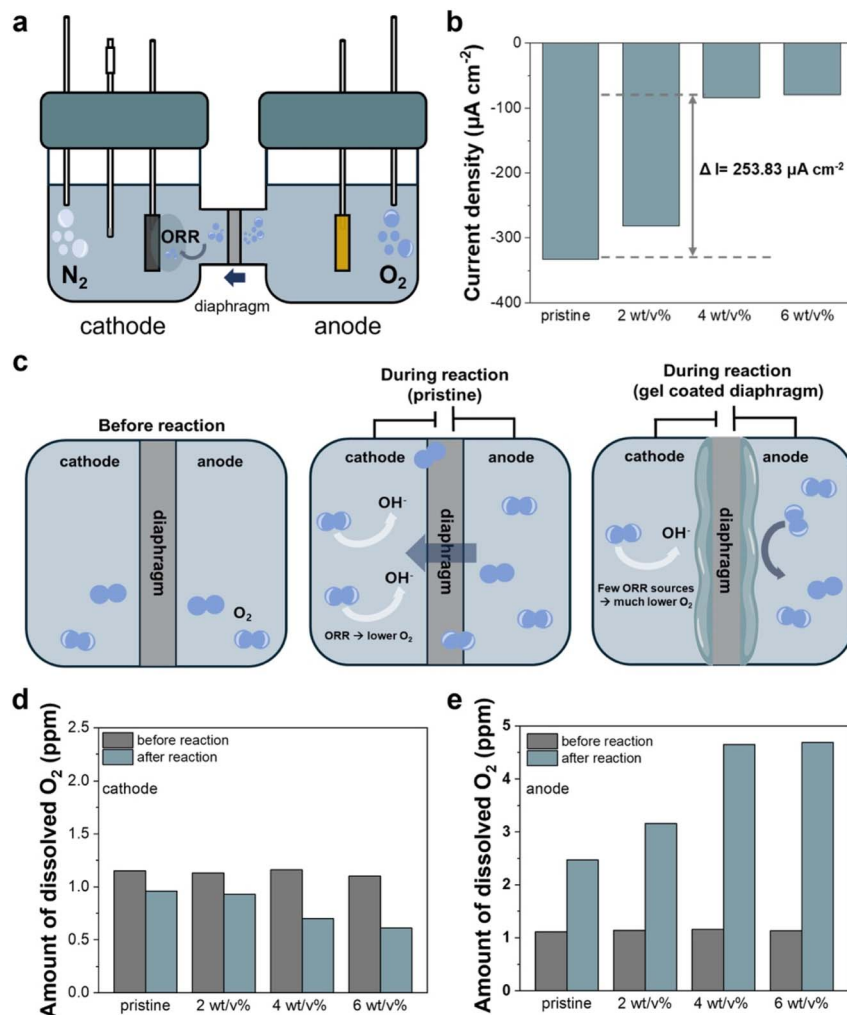 a
ORR
N2
O2
diaphragm
cathode
anode
b
Current density (µA cm-2)
0
-100
-200
-300
-400
Δ I= 253.83 µA cm-2
pristine
2 wt/v%
4 wt/v%
6 wt/v%
c
Before reaction
cathode
anode
diaphragm
O2
During reaction
(pristine)
cathode
anode
diaphragm
OH-
OH-
ORR → lower O2
During reaction
(gel coated diaphragm)
cathode
anode
diaphragm
OH-
Few ORR sources
→ much lower O2
d
Amount of dissolved O2 (ppm)
2.5
2.0
1.5
1.0
0.5
0.0
before reaction
after reaction
cathode
pristine
2 wt/v%
4 wt/v%
6 wt/v%
e
Amount of dissolved O2 (ppm)
5
4
3
2
1
0
before reaction
after reaction
anode
pristine
2 wt/v%
4 wt/v%
6 wt/v%